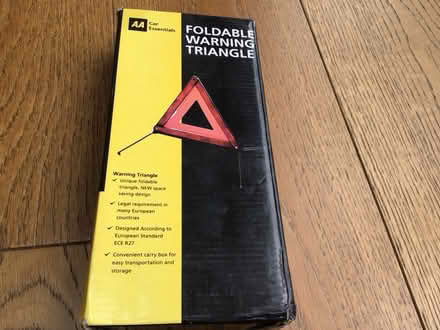 AA
Car
Essentials
FOLDABLE
WARNING
TRIANGLE
Warning Triangle
✓ Unique foldable
triangle, NEW space
saving design
✓ Legal requirement in
many European
countries
✓ Designed According to
European Standard
ECE R27
✓ Convenient carry box for
easy transportation and
storage